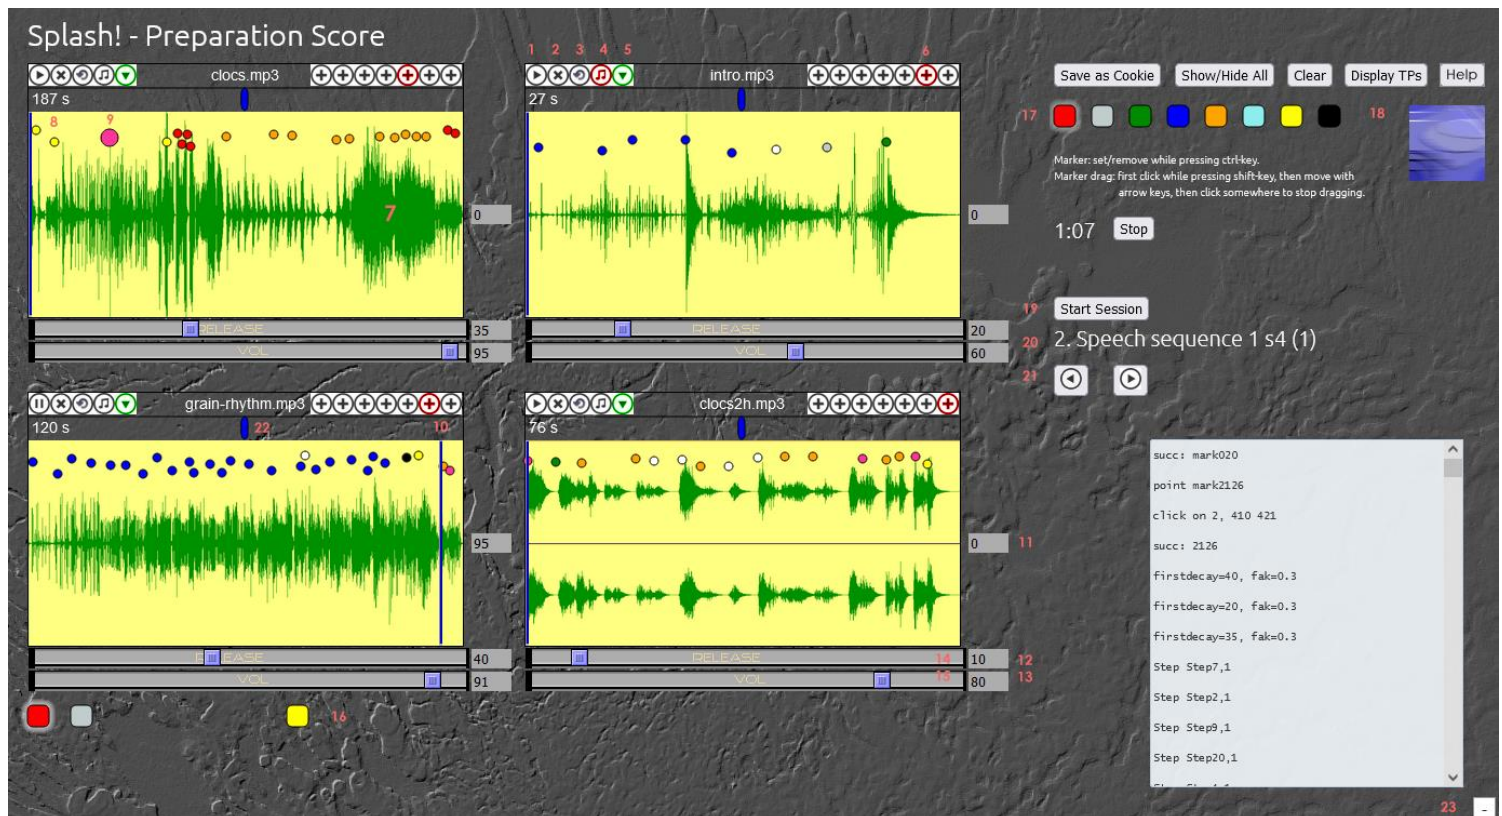 Splash! - Preparation Score
1 2 3 4 5 6
clocs.mp3
intro.mp3
Save as Cookie Show/Hide All Clear Display TPs Help
187 s
27 s
8 9
17 18
7
Marker: set/remove while pressing ctrl-key.
Marker drag: first click while pressing shift-key, then move with
arrow keys, then click somewhere to stop dragging.
0
0
1:07 Stop
19 Start Session
RELEASE 35
RELEASE 20
20 2. Speech sequence 1 s4 (1)
VOL 95
VOL 60
21
grain-rhythm.mp3
clocs2h.mp3
120 s 22 10
76 s
95
0 11
RELEASE 40
RELEASE 14 10 12
VOL 91
VOL 15 80 13
16
succ: mark020
point mark2126
click on 2, 410 421
succ: 2126
firstdecay=40, fak=0.3
firstdecay=20, fak=0.3
firstdecay=35, fak=0.3
Step Step7,1
Step Step2,1
Step Step9,1
Step Step20,1
23 -